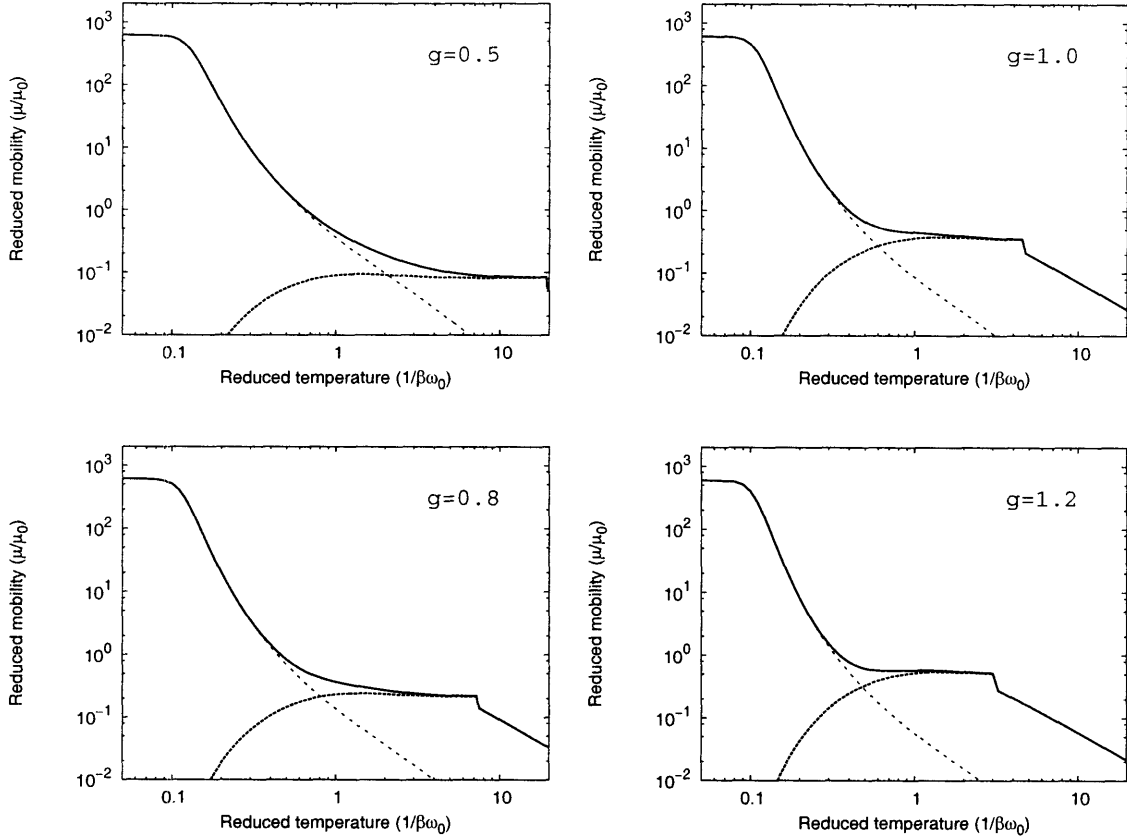 g=0.5
Reduced mobility (μ/μ₀)
10³
10²
10¹
10⁰
10⁻¹
10⁻²
0.1 1 10
Reduced temperature (1/βω₀)
g=1.0
Reduced mobility (μ/μ₀)
10³
10²
10¹
10⁰
10⁻¹
10⁻²
0.1 1 10
Reduced temperature (1/βω₀)
g=0.8
Reduced mobility (μ/μ₀)
10³
10²
10¹
10⁰
10⁻¹
10⁻²
0.1 1 10
Reduced temperature (1/βω₀)
g=1.2
Reduced mobility (μ/μ₀)
10³
10²
10¹
10⁰
10⁻¹
10⁻²
0.1 1 10
Reduced temperature (1/βω₀)